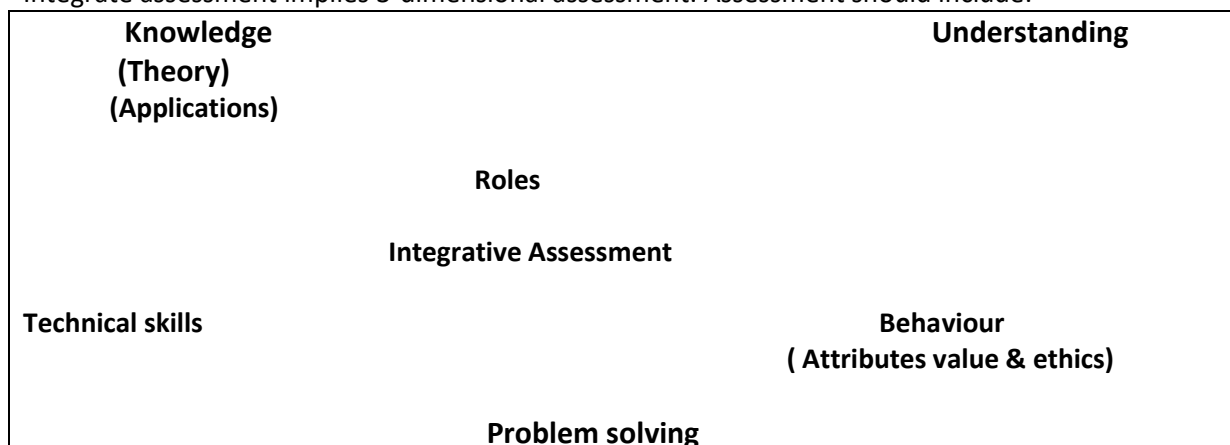 Integrate assessment implies dimensional assessment. Assessment should include:
Knowledge Understanding
(Theory)
(Applications)
Roles
Integrative Assessment
Technical skills Behaviour
( Attributes value & ethics)
Problem solving